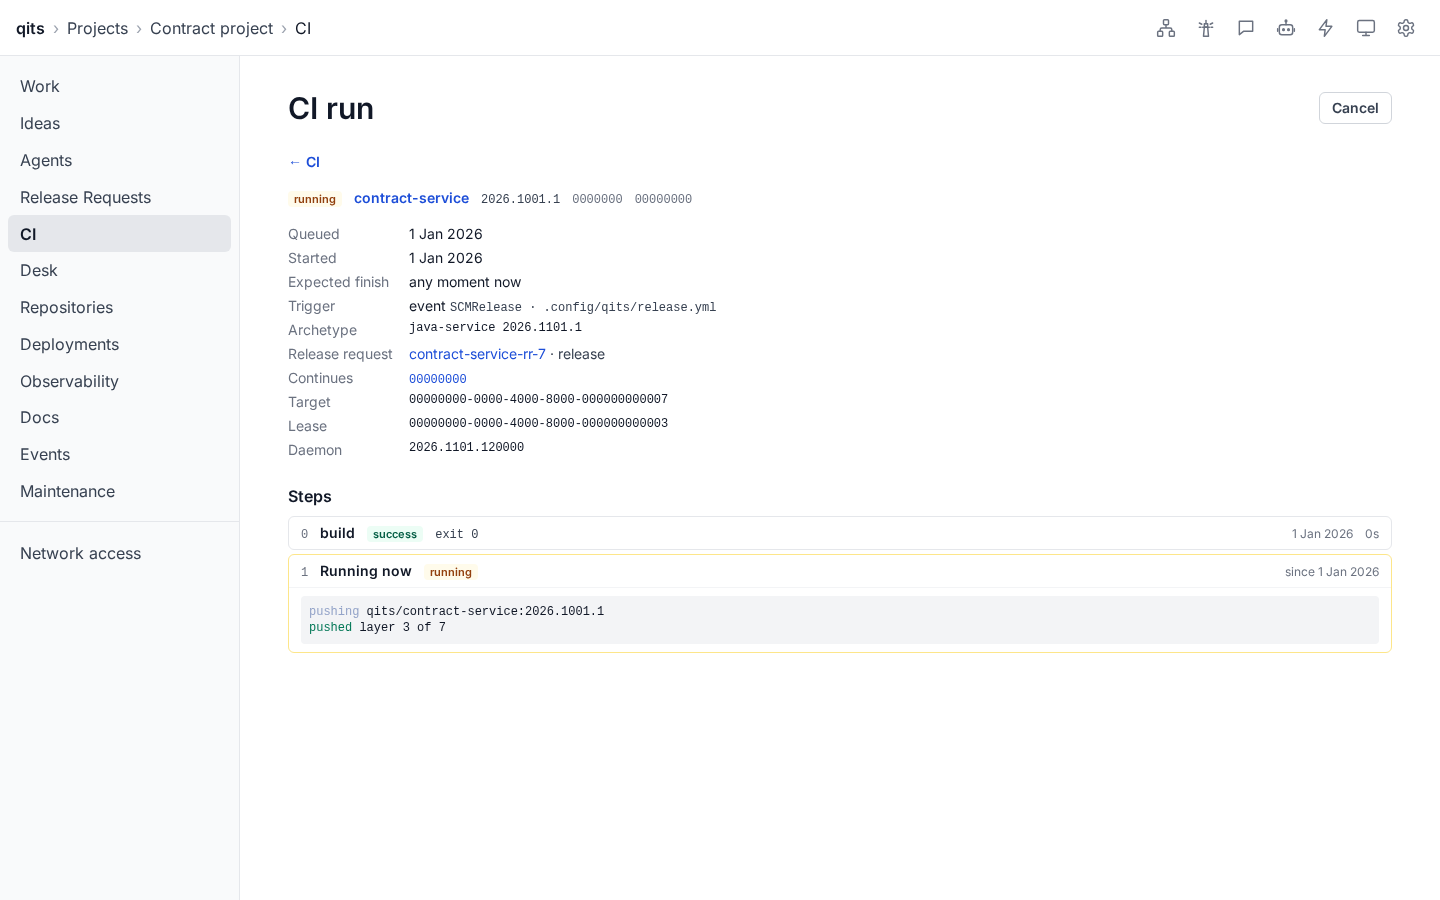 qits › Projects › Contract project › CI
Work
Ideas
Agents
Release Requests
CI
Desk
Repositories
Deployments
Observability
Docs
Events
Maintenance
Network access
CI run
Cancel
← CI
running contract-service 2026.1001.1 0000000 00000000
Queued 1 Jan 2026
Started 1 Jan 2026
Expected finish any moment now
Trigger event SCMRelease · .config/qits/release.yml
Archetype java-service 2026.1101.1
Release request contract-service-rr-7 · release
Continues 00000000
Target 00000000-0000-4000-8000-000000000007
Lease 00000000-0000-4000-8000-000000000003
Daemon 2026.1101.120000
Steps
0 build success exit 0 1 Jan 2026 0s
1 Running now running since 1 Jan 2026
pushing qits/contract-service:2026.1001.1
pushed layer 3 of 7